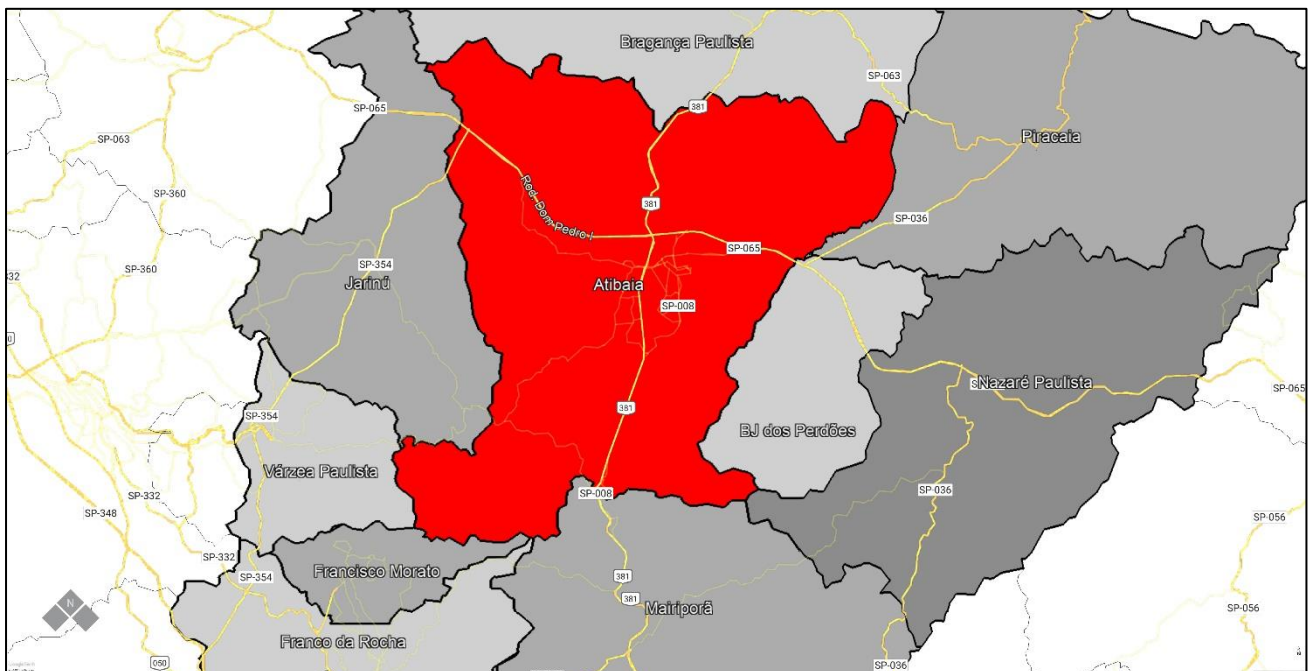 Bragança Paulista
SP-063
381
SP-065
SP-063
Piracaia
SP-360
Rod. Dom Pedro I
381
SP-036
SP-065
SP-354
SP-360
332
Jarinú
Atibaia
SP-008
Nazaré Paulista
SP-065
381
SP-354
BJ dos Perdões
Várzea Paulista
SP-332
SP-008
SP-036
SP-348
SP-056
SP-332
Francisco Morato
SP-354
381
N
381
Mairiporã
SP-056
Franco da Rocha
050
SP-036